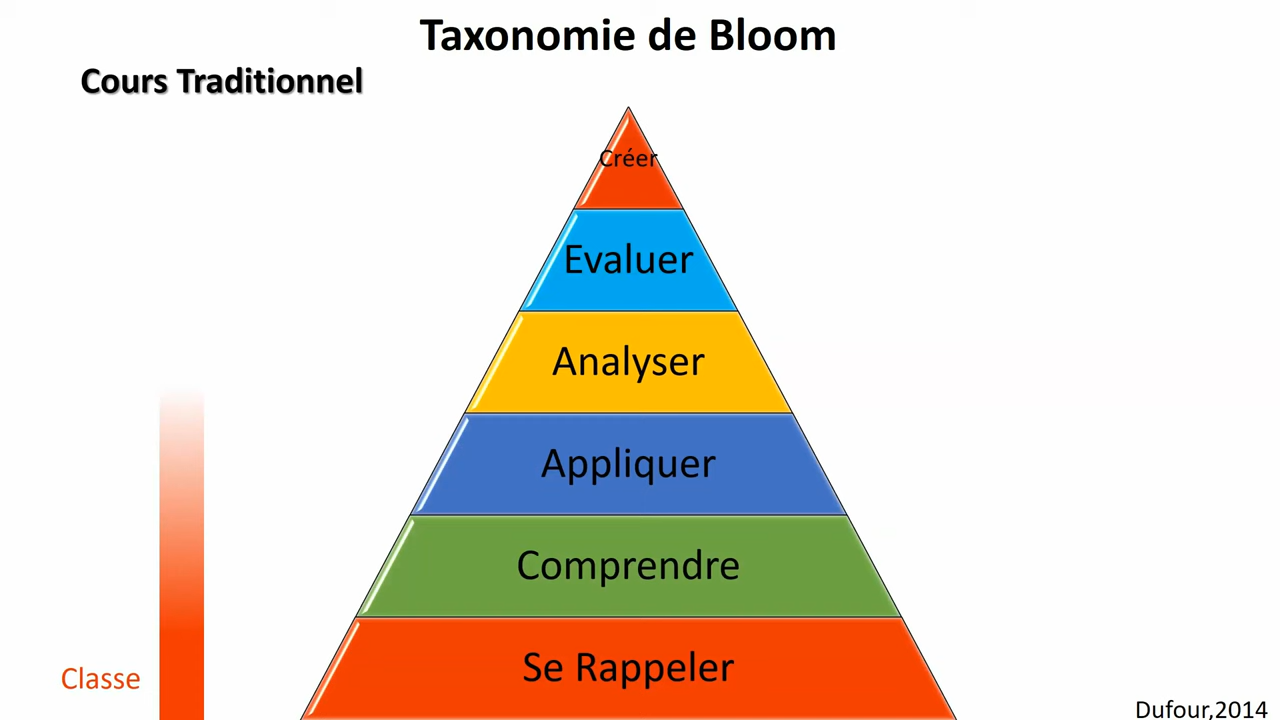 Taxonomie de Bloom
Cours Traditionnel
Créer
Evaluer
Analyser
Appliquer
Comprendre
Se Rappeler
Classe
Dufour,2014